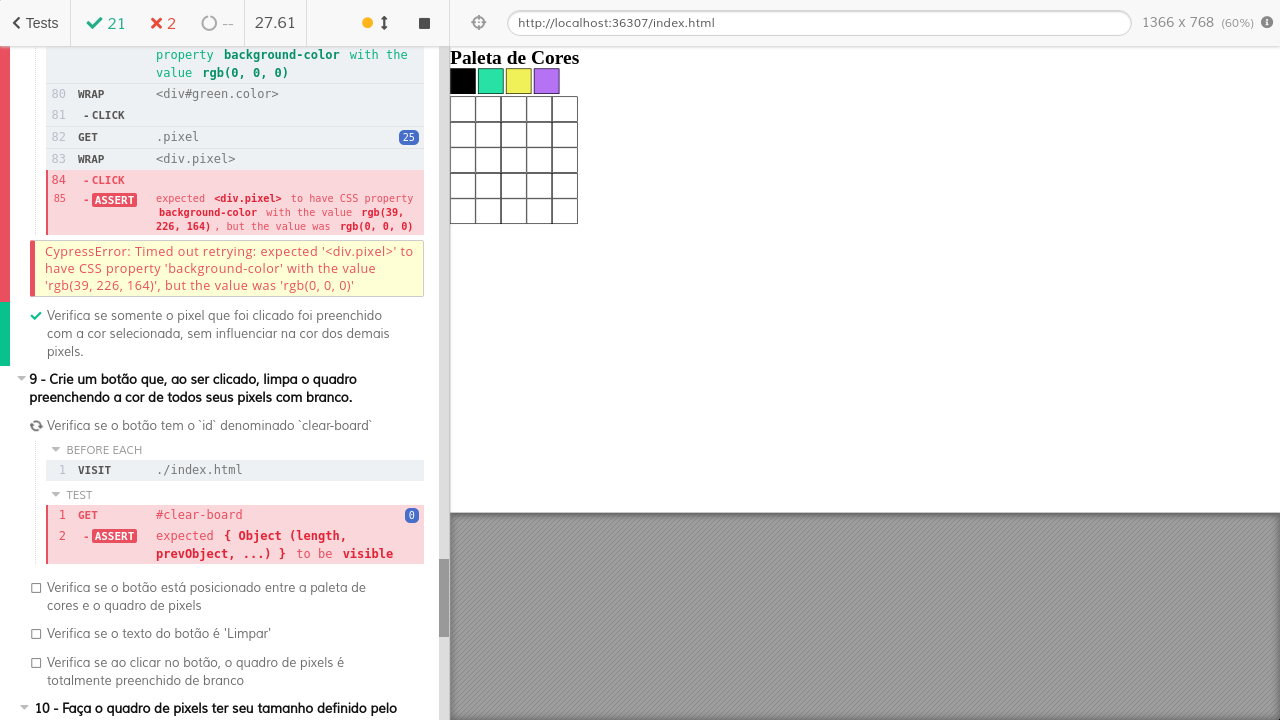 Tests
21
2
--
27.61
http://localhost:36307/index.html
1366 x 768 (60%)
property background-color with the
value rgb(0, 0, 0)
80 WRAP <div#green.color>
81 - CLICK
82 GET .pixel 25
83 WRAP <div.pixel>
84 - CLICK
85 - ASSERT expected <div.pixel> to have CSS property
background-color with the value rgb(39,
226, 164), but the value was rgb(0, 0, 0)
CypressError: Timed out retrying: expected '<div.pixel>' to
have CSS property 'background-color' with the value
'rgb(39, 226, 164)', but the value was 'rgb(0, 0, 0)'
Verifica se somente o pixel que foi clicado foi preenchido
com a cor selecionada, sem influenciar na cor dos demais
pixels.
9 - Crie um botão que, ao ser clicado, limpa o quadro
preenchendo a cor de todos seus pixels com branco.
Verifica se o botão tem o `id` denominado `clear-board`
BEFORE EACH
1 VISIT ./index.html
TEST
1 GET #clear-board 0
2 - ASSERT expected { Object (length,
prevObject, ...) } to be visible
Verifica se o botão está posicionado entre a paleta de
cores e o quadro de pixels
Verifica se o texto do botão é 'Limpar'
Verifica se ao clicar no botão, o quadro de pixels é
totalmente preenchido de branco
10 - Faça o quadro de pixels ter seu tamanho definido pelo
Paleta de Cores